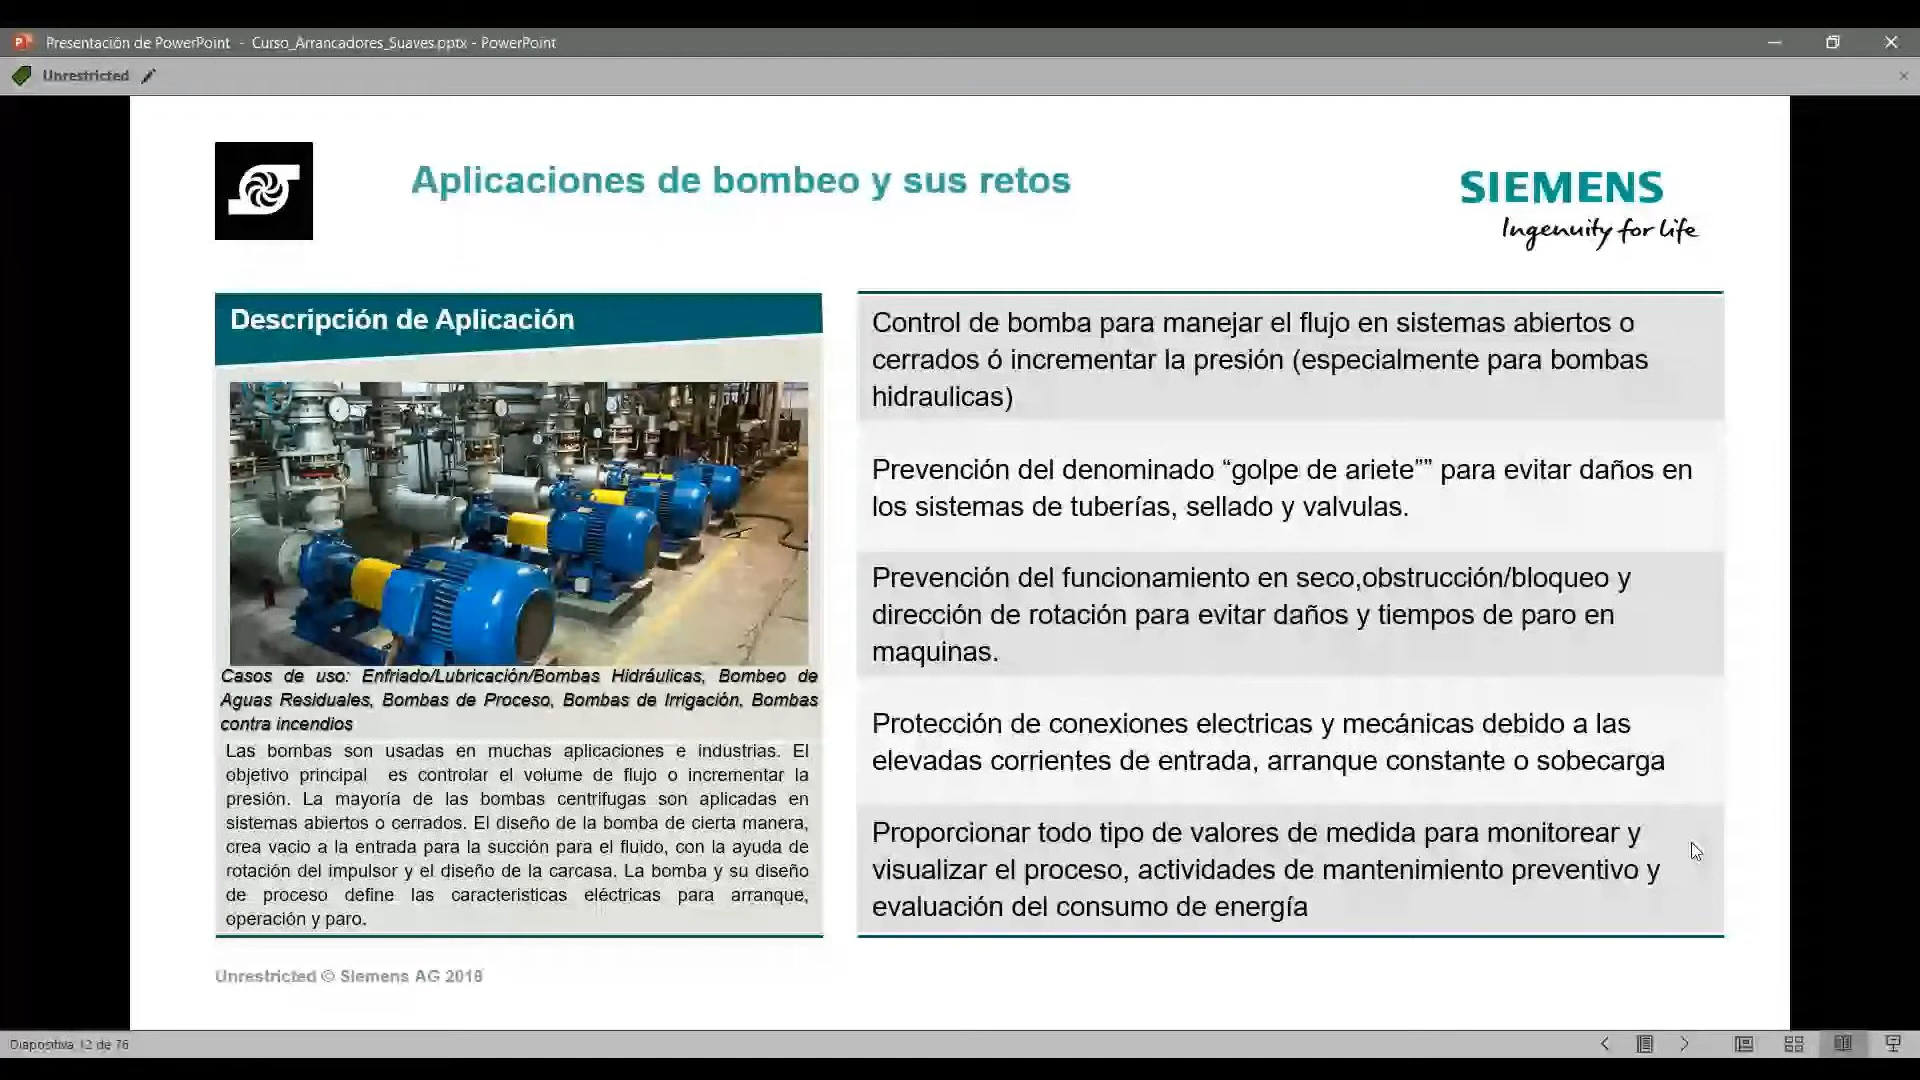 Presentación de PowerPoint - Curso_Arrancadores_Suaves.pptx - PowerPoint
Unrestricted
Aplicaciones de bombeo y sus retos
SIEMENS
Ingenuity for life
Descripción de Aplicación
Casos de uso: Enfriado/Lubricación/Bombas Hidráulicas, Bombeo de
Aguas Residuales, Bombas de Proceso, Bombas de Irrigación, Bombas
contra incendios
Las bombas son usadas en muchas aplicaciones e industrias. El
objetivo principal es controlar el volume de flujo o incrementar la
presión. La mayoría de las bombas centrifugas son aplicadas en
sistemas abiertos o cerrados. El diseño de la bomba de cierta manera,
crea vacio a la entrada para la succión para el fluido, con la ayuda de
rotación del impulsor y el diseño de la carcasa. La bomba y su diseño
de proceso define las caracteristicas eléctricas para arranque,
operación y paro.
Control de bomba para manejar el flujo en sistemas abiertos o
cerrados ó incrementar la presión (especialmente para bombas
hidraulicas)
Prevención del denominado “golpe de ariete”” para evitar daños en
los sistemas de tuberías, sellado y valvulas.
Prevención del funcionamiento en seco,obstrucción/bloqueo y
dirección de rotación para evitar daños y tiempos de paro en
maquinas.
Protección de conexiones electricas y mecánicas debido a las
elevadas corrientes de entrada, arranque constante o sobecarga
Proporcionar todo tipo de valores de medida para monitorear y
visualizar el proceso, actividades de mantenimiento preventivo y
evaluación del consumo de energía
Unrestricted © Siemens AG 2018
Diapositiva 12 de 76